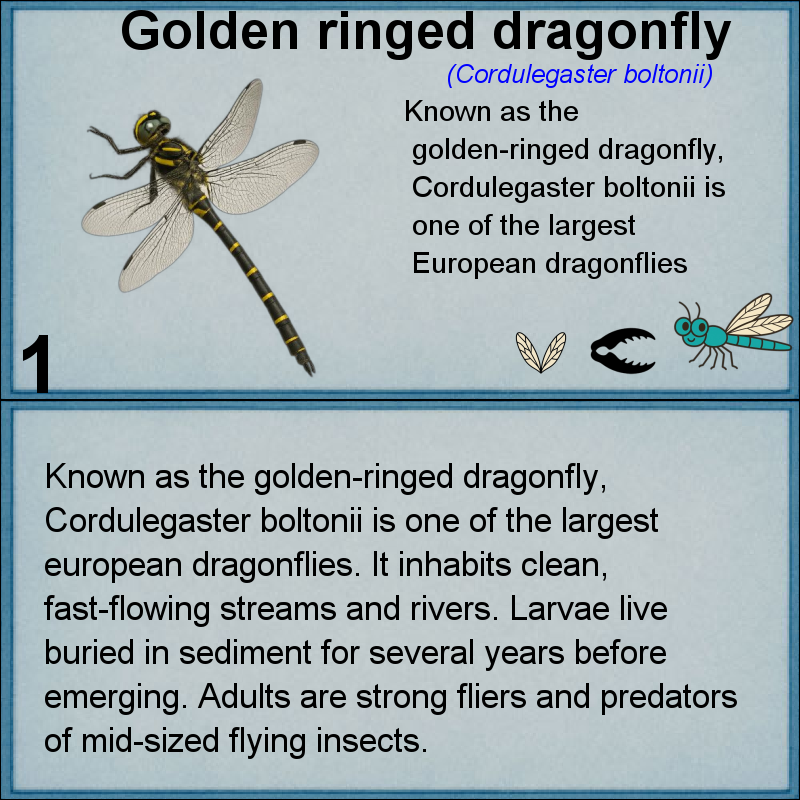 Golden ringed dragonfly
(Cordulegaster boltonii)
Known as the
golden-ringed dragonfly,
Cordulegaster boltonii is
one of the largest
European dragonflies
1
Known as the golden-ringed dragonfly,
Cordulegaster boltonii is one of the largest
european dragonflies. It inhabits clean,
fast-flowing streams and rivers. Larvae live
buried in sediment for several years before
emerging. Adults are strong fliers and predators
of mid-sized flying insects.